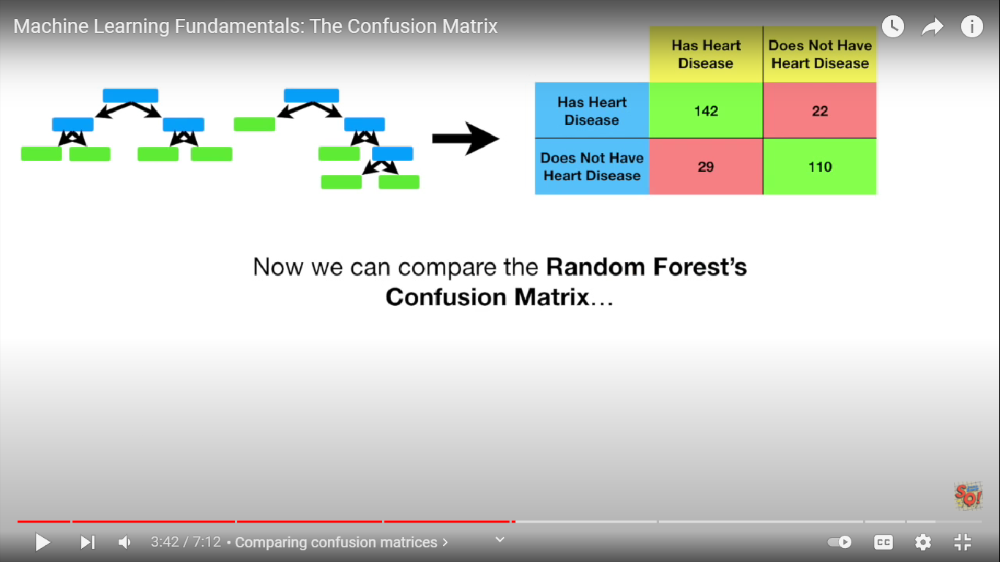 Machine Learning Fundamentals: The Confusion Matrix
Has Heart
Disease
Does Not Have
Heart Disease
Has Heart
Disease
142
22
Does Not Have
Heart Disease
29
110
Now we can compare the Random Forest's
Confusion Matrix...
SQ!
3:42 / 7:12 • Comparing confusion matrices >
CC